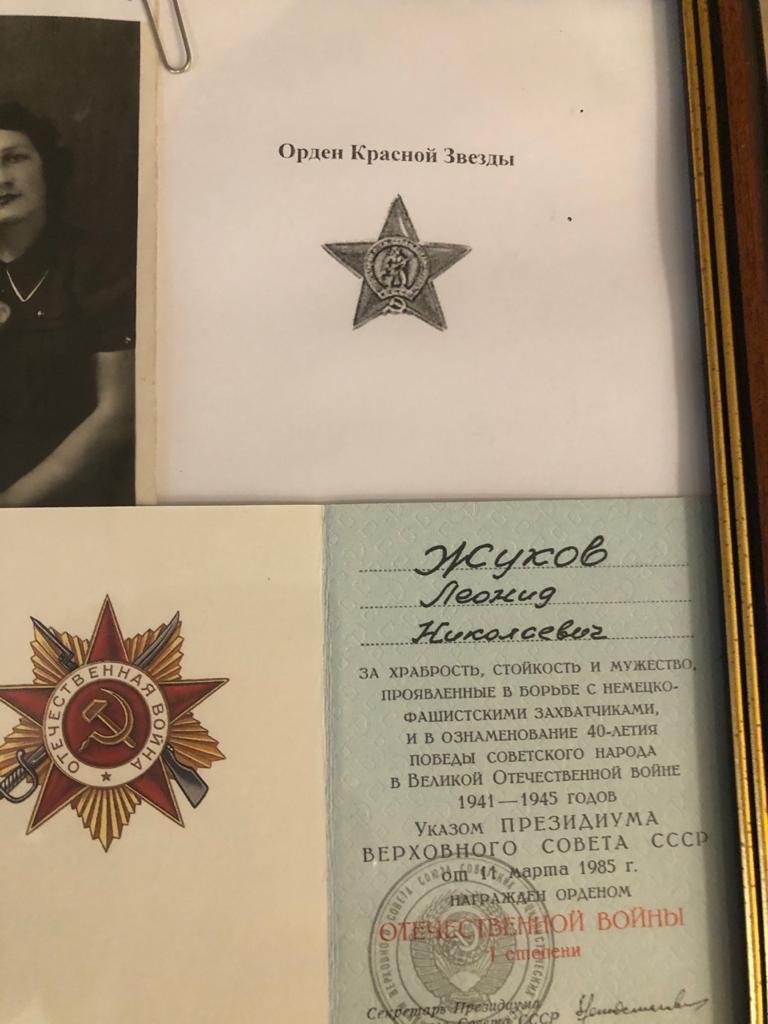 Орден Красной Звезды
Жуков
Леонид
Николаевич
ЗА ХРАБРОСТЬ, СТОЙКОСТЬ И МУЖЕСТВО,
ПРОЯВЛЕННЫЕ В БОРЬБЕ С НЕМЕЦКО-
ФАШИСТСКИМИ ЗАХВАТЧИКАМИ,
И В ОЗНАМЕНОВАНИЕ 40-ЛЕТИЯ
ПОБЕДЫ СОВЕТСКОГО НАРОДА
В ВЕЛИКОЙ ОТЕЧЕСТВЕННОЙ ВОЙНЕ
1941—1945 ГОДОВ
УКАЗОМ ПРЕЗИДИУМА
ВЕРХОВНОГО СОВЕТА СССР
от 11 марта 1985 г.
НАГРАЖДЕН ОРДЕНОМ
ОТЕЧЕСТВЕННОЙ ВОЙНЫ
I степени
Секретарь Президиума
Совета СССР
ОТЕЧЕСТВЕННАЯ ВОЙНА